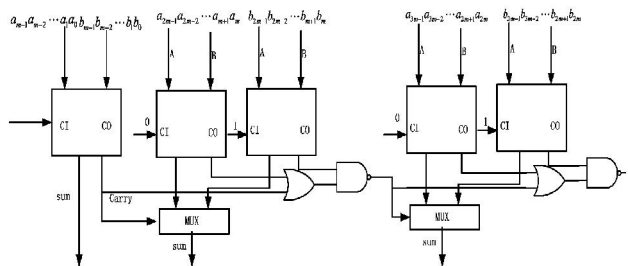 a_{m-1}a_{m-2}⋯a_1a_0 b_{m-1}b_{m-2}⋯b_1b_0
a_{2m-1}a_{2m-2}⋯a_{m+1}a_m b_{2m-1}b_{2m-2}⋯b_{m+1}b_m
a_{3m-1}a_{3m-2}⋯a_{2m+1}a_{2m} b_{3m-1}b_{3m-2}⋯b_{2m+1}b_{2m}
A B A B
A B A B
0 1 0 1
CI CO CI CO CI
CI CO CI
sum Carry
MUX MUX
sum sum